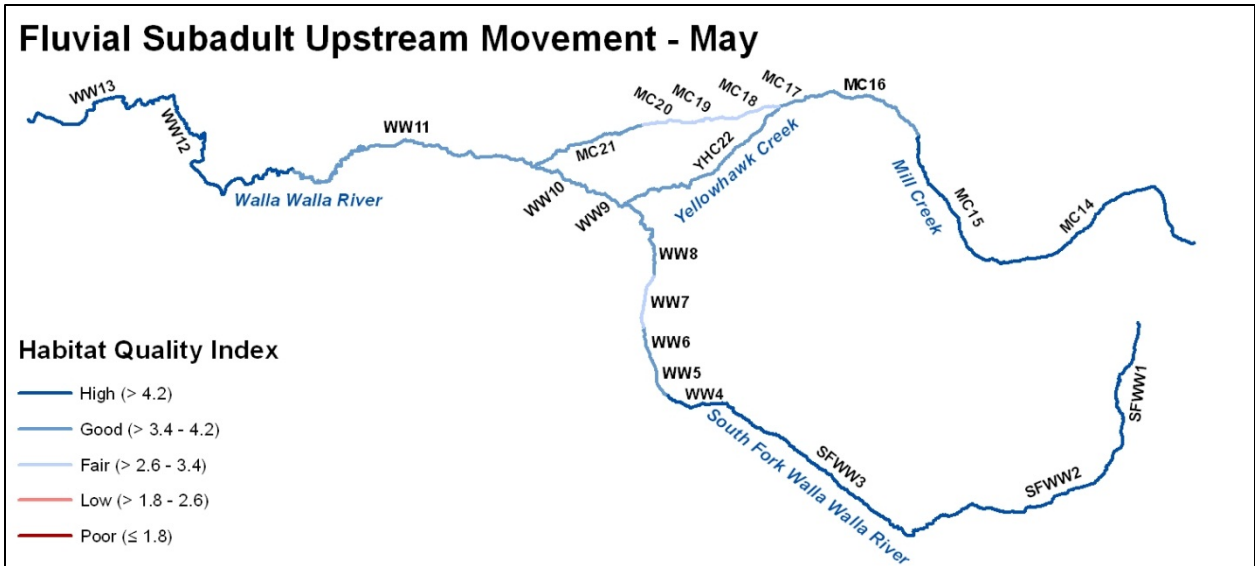 Fluvial Subadult Upstream Movement - May
WW13
WW12
WW11
Walla Walla River
MC21
MC20
MC19
MC18
MC17
MC16
YHC22
Yellowhawk Creek
WW10
WW9
Mill Creek
MC15
MC14
WW8
WW7
WW6
WW5
WW4
South Fork Walla Walla River
SFWW3
SFWW2
SFWW1
Habitat Quality Index
High (> 4.2)
Good (> 3.4 - 4.2)
Fair (> 2.6 - 3.4)
Low (> 1.8 - 2.6)
Poor (≤ 1.8)